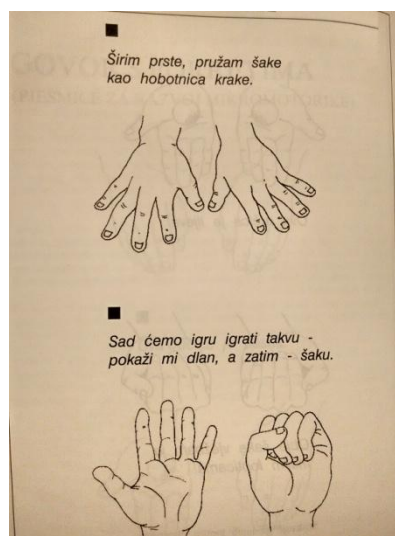 Širim prste, pružam šake
kao hobotnica krake.
Sad ćemo igru igrati takvu -
pokaži mi dlan, a zatim - šaku.